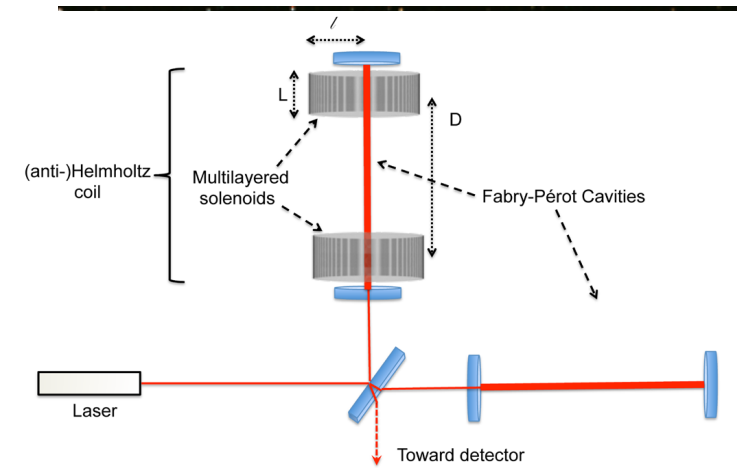 l
L
D
(anti-)Helmholtz
coil
Multilayered
solenoids
Fabry-Pérot Cavities
Laser
Toward detector